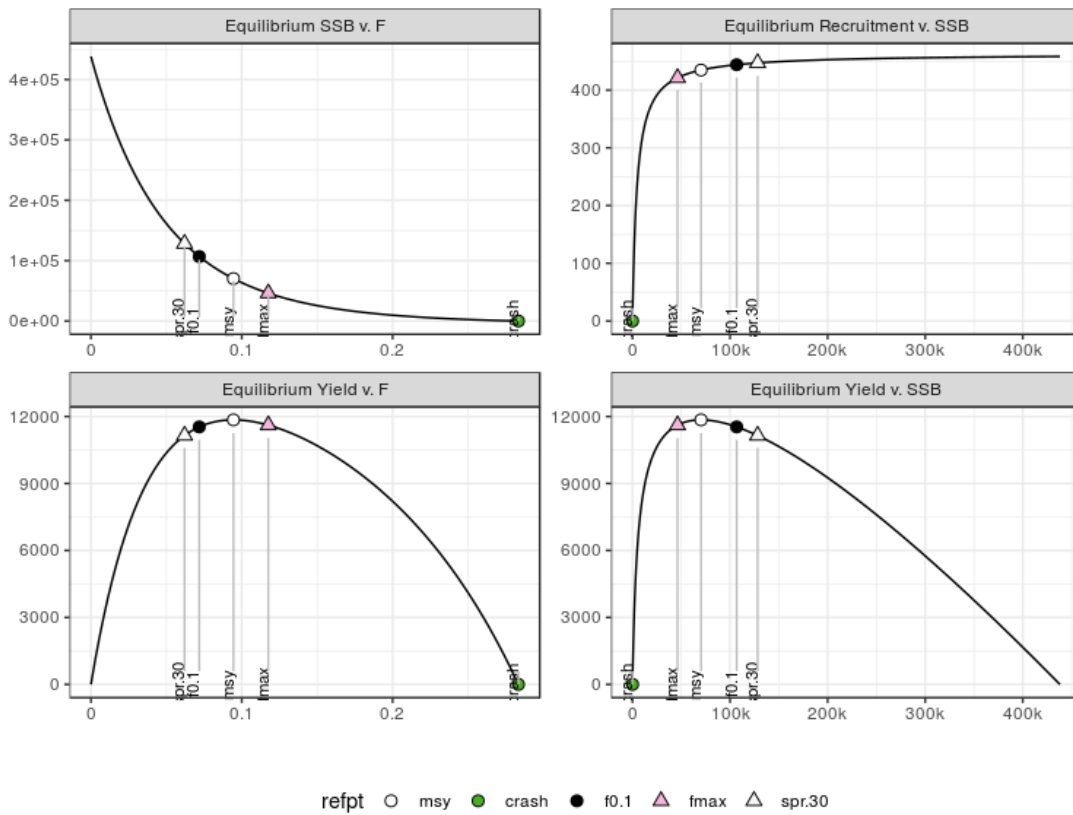 Equilibrium SSB v. F
Equilibrium Recruitment v. SSB
4e+05
3e+05
2e+05
1e+05
0e+00
spr.30
f0.1
msy
fmax
crash
0
0.1
0.2
400
300
200
100
0
crash
fmax
msy
f0.1
spr.30
0
100k
200k
300k
400k
Equilibrium Yield v. F
Equilibrium Yield v. SSB
12000
9000
6000
3000
0
spr.30
f0.1
msy
fmax
crash
0
0.1
0.2
12000
9000
6000
3000
0
crash
fmax
msy
f0.1
spr.30
0
100k
200k
300k
400k
refpt msy crash f0.1 fmax spr.30